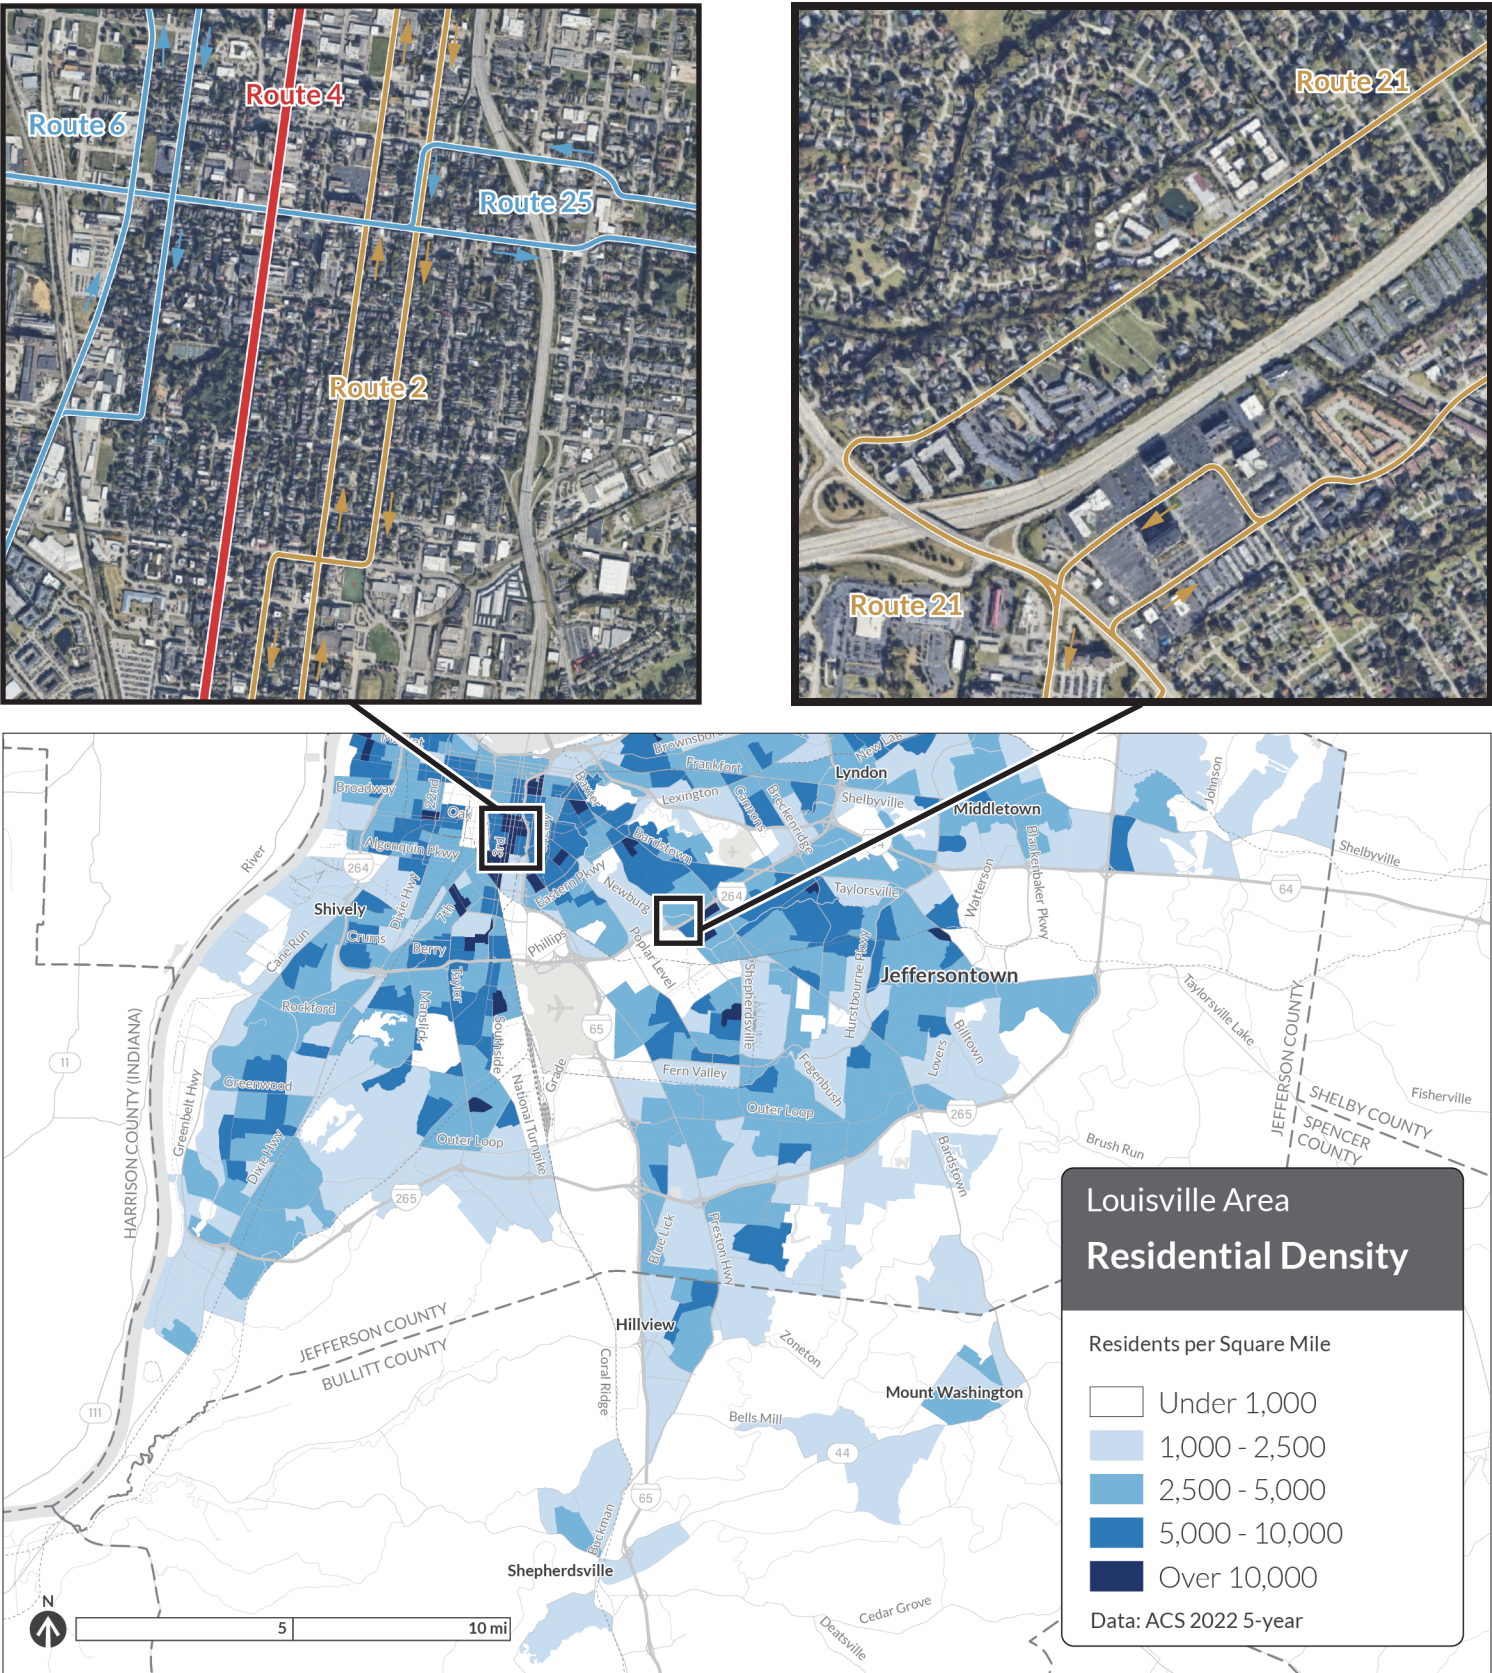 Route 4
Route 6
Route 25
Route 2
Route 21
Route 21
Market
Brownsboro
New Lag
Frankfort
Lyndon
Broadway
22nd
Oak
Baxter
Lexington
Cannons
Breckenridge
Shelbyville
Middletown
Johnson
Algonquin Pkwy
3rd
Bardstown
64
Blankenbaker Pkwy
Shelbyville
River
264
Dixie Hwy
Eastern Pkwy
Newburg
264
Taylorsville
Watterson
64
Shively
7th
Crums
Berry
Phillips
Poplar Level
Cane Run
Taylor
Shepherdsville
Hurstbourne Pkwy
Jeffersontown
Rockford
Manslick
Southside
65
Taylorsville Lake
Billtown
Lovers
11
HARRISON COUNTY (INDIANA)
Greenbelt Hwy
Greenwood
National Turnpike
Grade
Fern Valley
Fegenbush
Outer Loop
265
JEFFERSON COUNTY
SHELBY COUNTY
SPENCER
COUNTY
Fisherville
Dixie Hwy
Outer Loop
Bardstown
Brush Run
265
Blue Lick
Preston Hwy
JEFFERSON COUNTY
BULLITT COUNTY
Hillview
Zoneton
Coral Ridge
Mount Washington
Bells Mill
111
44
65
Buckman
Shepherdsville
Cedar Grove
Deatsville
N
5
10 mi
Louisville Area
Residential Density
Residents per Square Mile
Under 1,000
1,000 - 2,500
2,500 - 5,000
5,000 - 10,000
Over 10,000
Data: ACS 2022 5-year